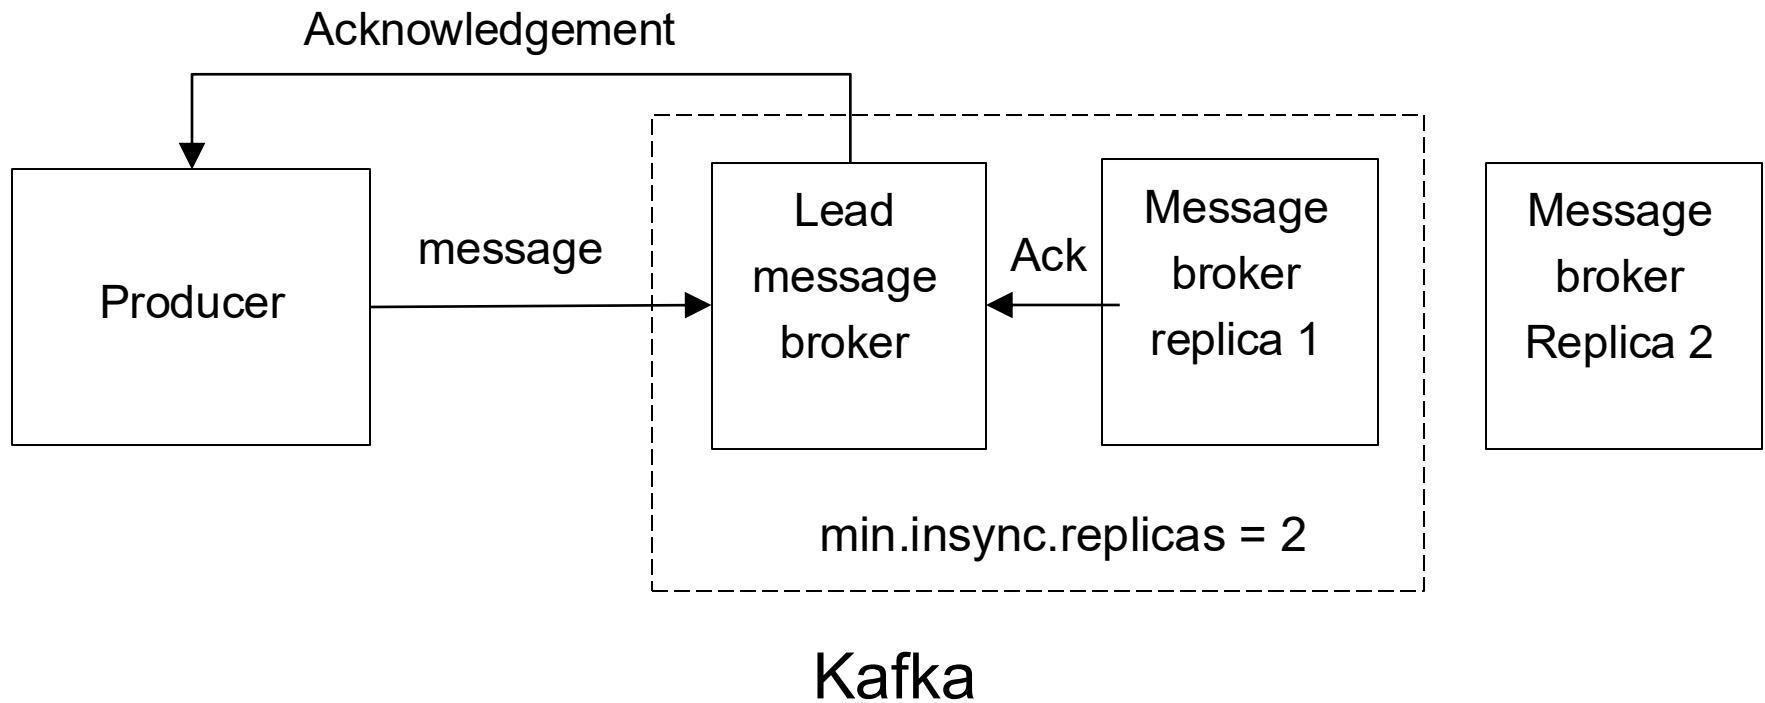 Acknowledgement
Producer
message
Lead
message
broker
Ack
Message
broker
replica 1
Message
broker
Replica 2
min.insync.replicas = 2
Kafka